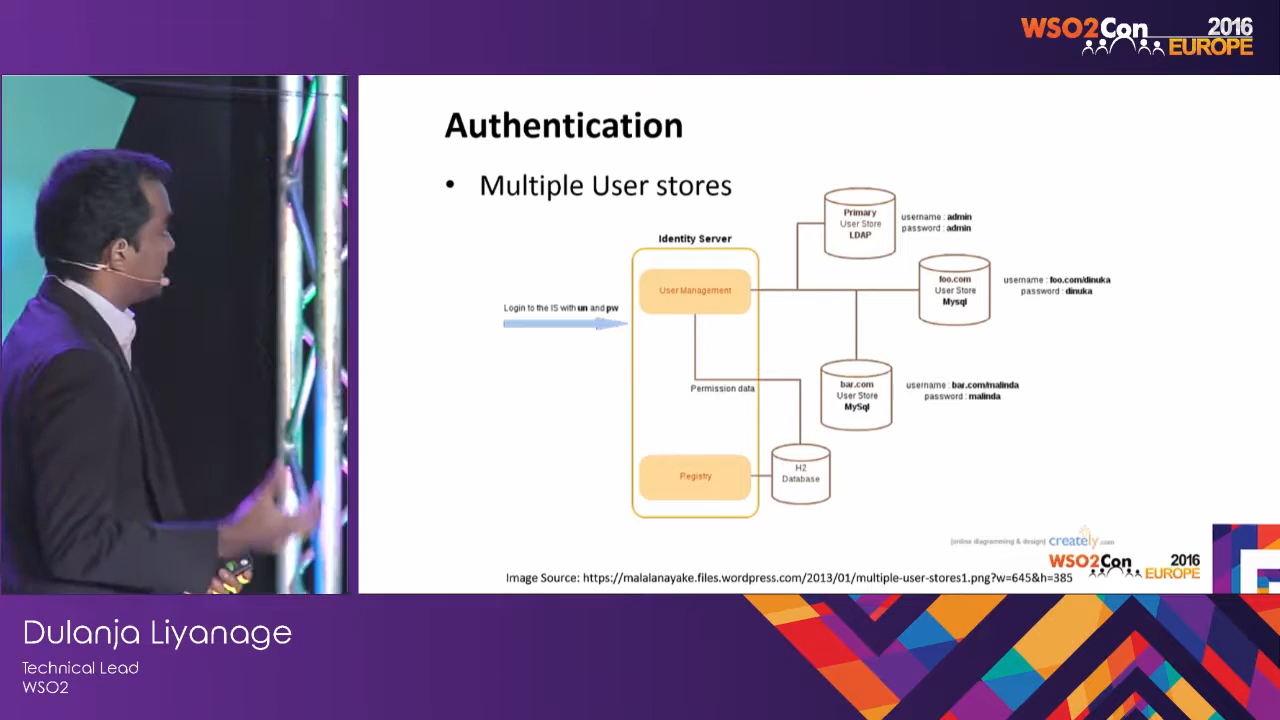 WSO2Con 2016
EUROPE
Authentication
• Multiple User stores
Primary
User Store
LDAP
username : admin
password : admin
Identity Server
User Management
foo.com
User Store
Mysql
username : foo.com/dinuka
password : dinuka
Login to the IS with un and pw
Permission data
bar.com
User Store
MySql
username : bar.com/malinda
password : malinda
Registry
H2
Database
[online diagramming & design] creately.com
WSO2Con 2016
EUROPE
Image Source: https://malalanayake.files.wordpress.com/2013/01/multiple-user-stores1.png?w=645&h=385
Dulanja Liyanage
Technical Lead
WSO2